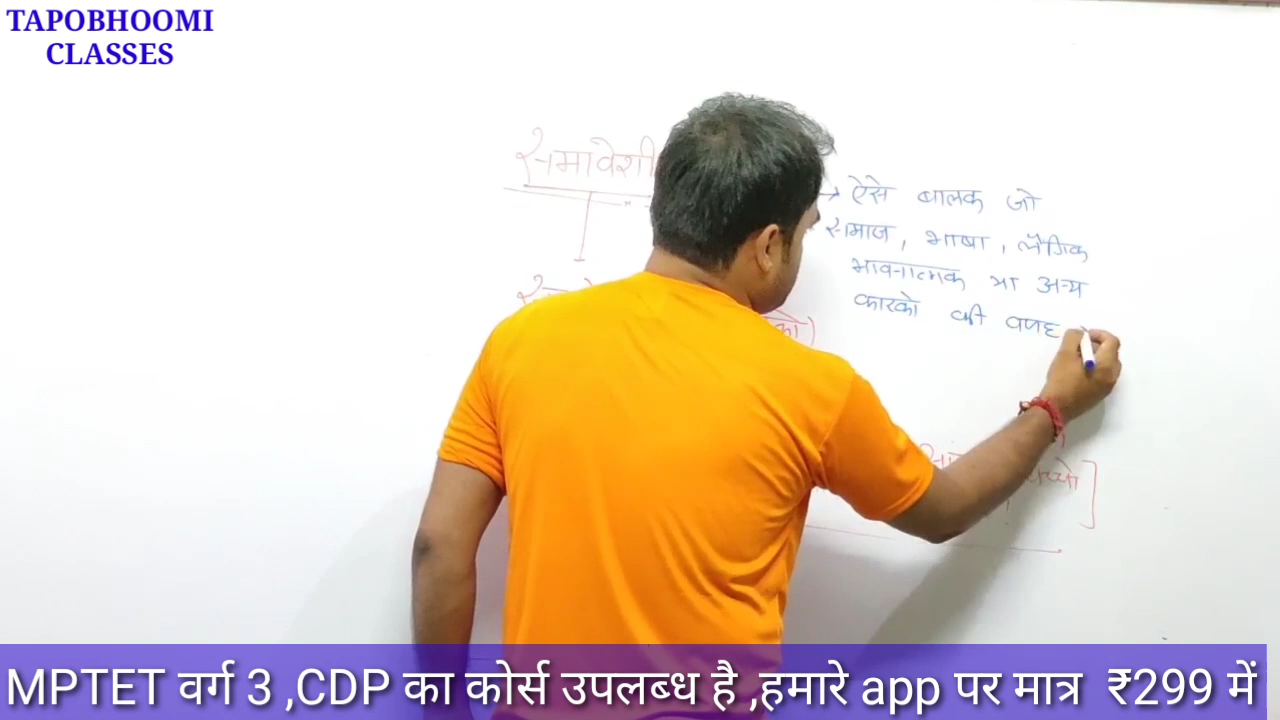 TAPOBHOOMI
CLASSES
समावेशी
→ ऐसे बालक जो
समाज, भाषा, लैंगिक
भावनात्मक या अन्य
कारको की वजह
MPTET वर्ग 3 ,CDP का कोर्स उपलब्ध है ,हमारे app पर मात्र ₹299 में